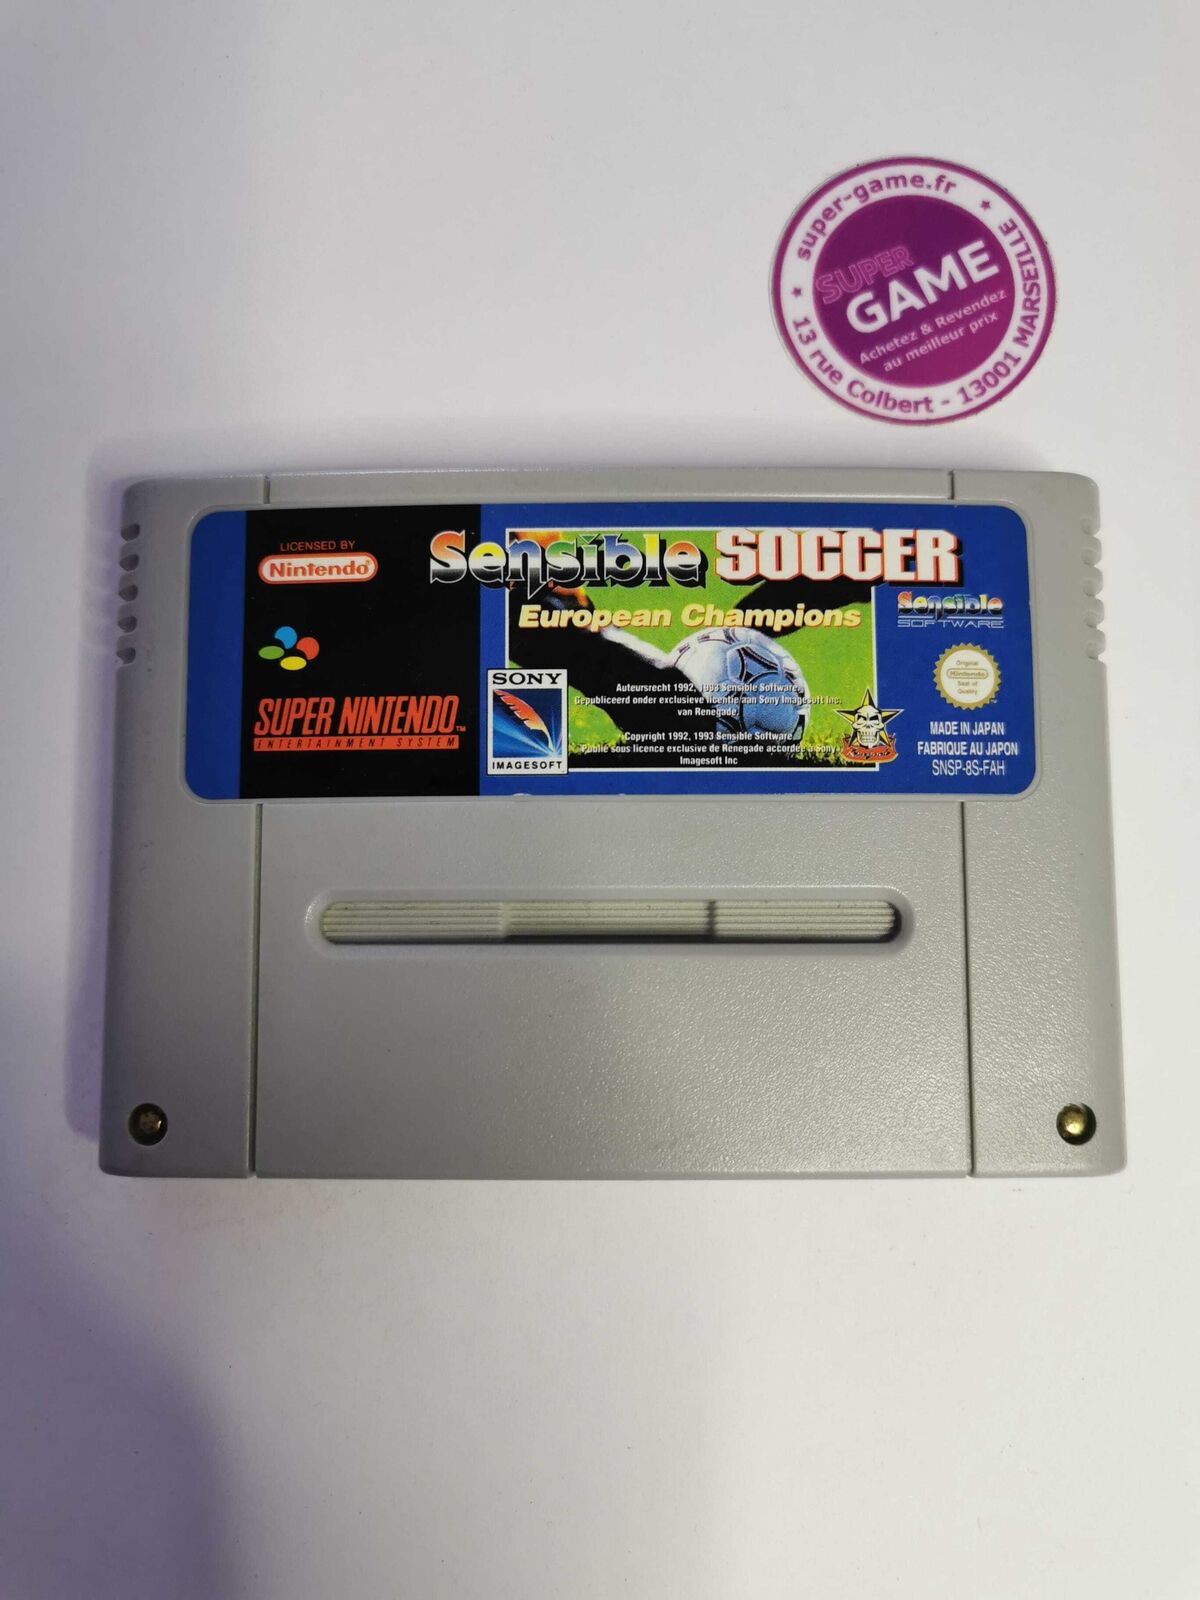 super-game.fr
SUPER
GAME
Achetez & Revendez
au meilleur prix
13 rue Colbert - 13001 MARSEILLE
LICENSED BY
Nintendo
SUPER NINTENDO
ENTERTAINMENT SYSTEM
TM
Sensible SOCCER
European Champions
SONY
IMAGESOFT
Auteursrecht 1992, 1993 Sensible Software.
Gepubliceerd onder exclusieve licentie/aan Sony Imagesoft Inc.
van Renegade.
Copyright 1992, 1993 Sensible Software
Publié sous licence exclusive de Renegade accordée a Sony
Imagesoft Inc
Sensible
SOFTWARE
Original
Nintendo
Seal of
Quality
MADE IN JAPAN
FABRIQUE AU JAPON
SNSP-8S-FAH